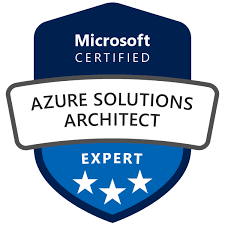 Microsoft
CERTIFIED
AZURE SOLUTIONS
ARCHITECT
EXPERT